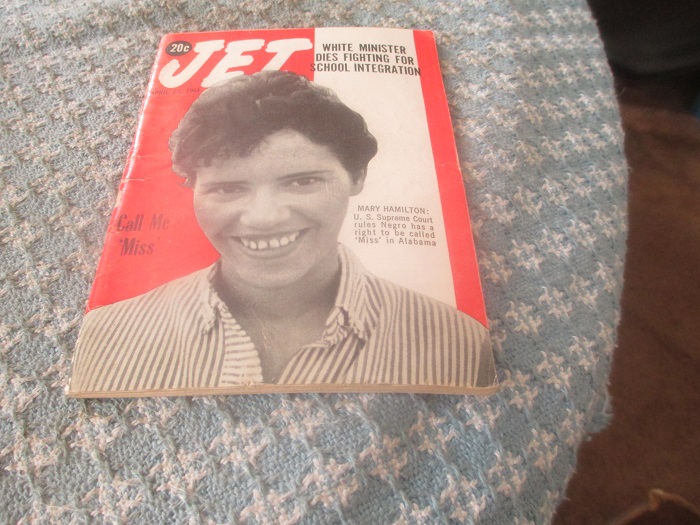 20c
JET
WHITE MINISTER
DIES FIGHTING FOR
SCHOOL INTEGRATION
MARY HAMILTON:
U. S. Supreme Court
rules Negro has a
right to be called
'Miss' in Alabama
Call Me
'Miss'